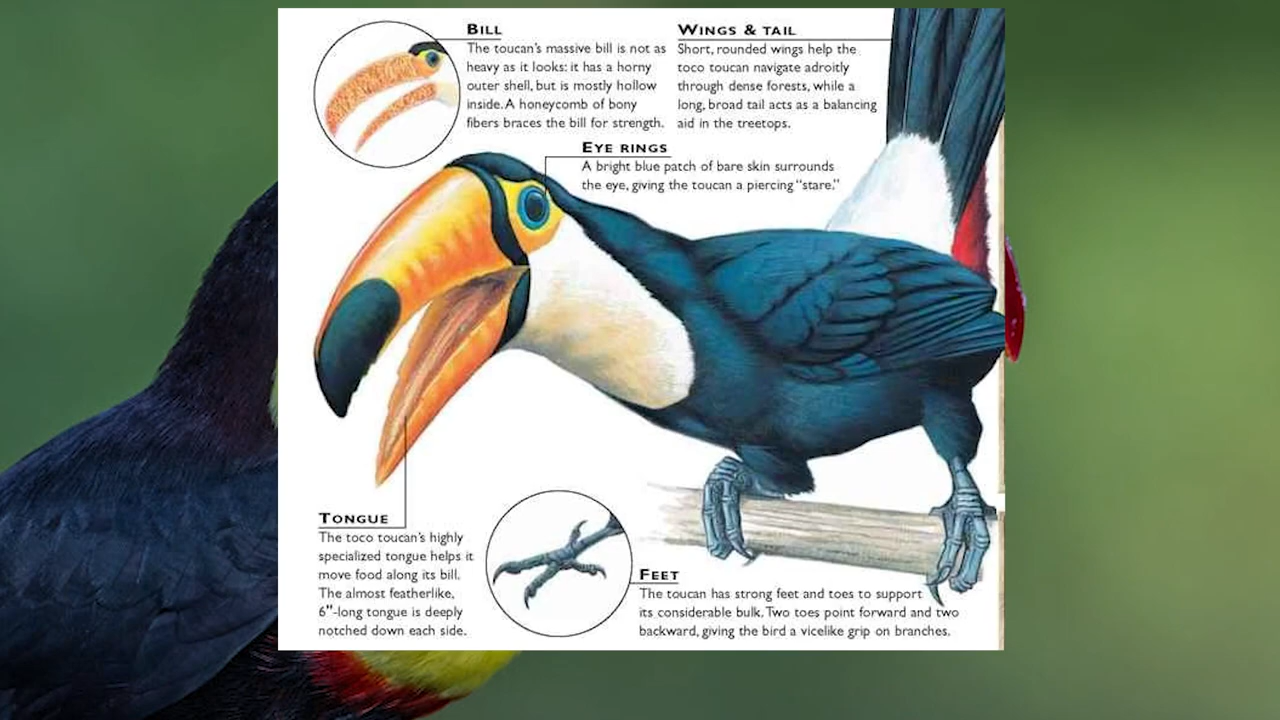 BILL
The toucan's massive bill is not as
heavy as it looks: it has a horny
outer shell, but is mostly hollow
inside. A honeycomb of bony
fibers braces the bill for strength.
WINGS & TAIL
Short, rounded wings help the
toco toucan navigate adroitly
through dense forests, while a
long, broad tail acts as a balancing
aid in the treetops.
EYE RINGS
A bright blue patch of bare skin surrounds
the eye, giving the toucan a piercing "stare."
TONGUE
The toco toucan's highly
specialized tongue helps it
move food along its bill.
The almost featherlike,
6"-long tongue is deeply
notched down each side.
FEET
The toucan has strong feet and toes to support
its considerable bulk. Two toes point forward and two
backward, giving the bird a vicelike grip on branches.